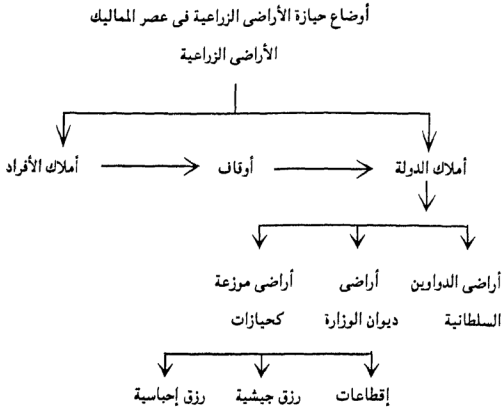 أوضاع حيازة الأراضى الزراعية فى عصر المماليك
الأراضى الزراعية
أملاك الدولة أوقاف أملاك الأفراد
أراضى الدواوين أراضى أراضى موزعة
السلطانية ديوان الوزارة كحيازات
إقطاعات رزق جيشية رزق إحباسية